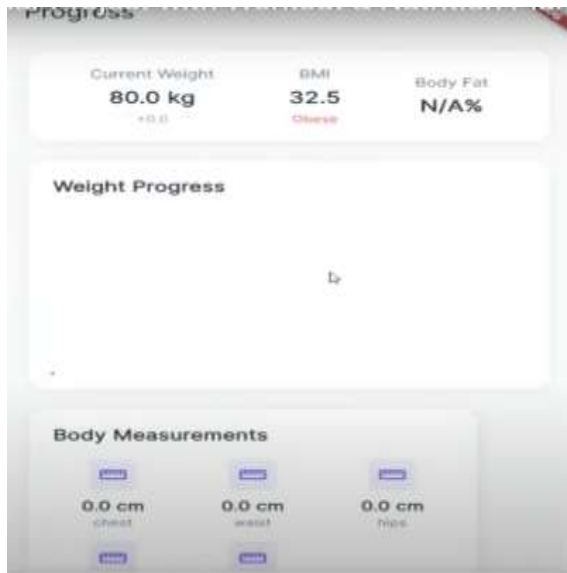 Progress
Current Weight
BMI
Body Fat
80.0 kg
32.5
N/A%
+0.0
Obese
Weight Progress
Body Measurements
0.0 cm
0.0 cm
0.0 cm
chest
waist
hips